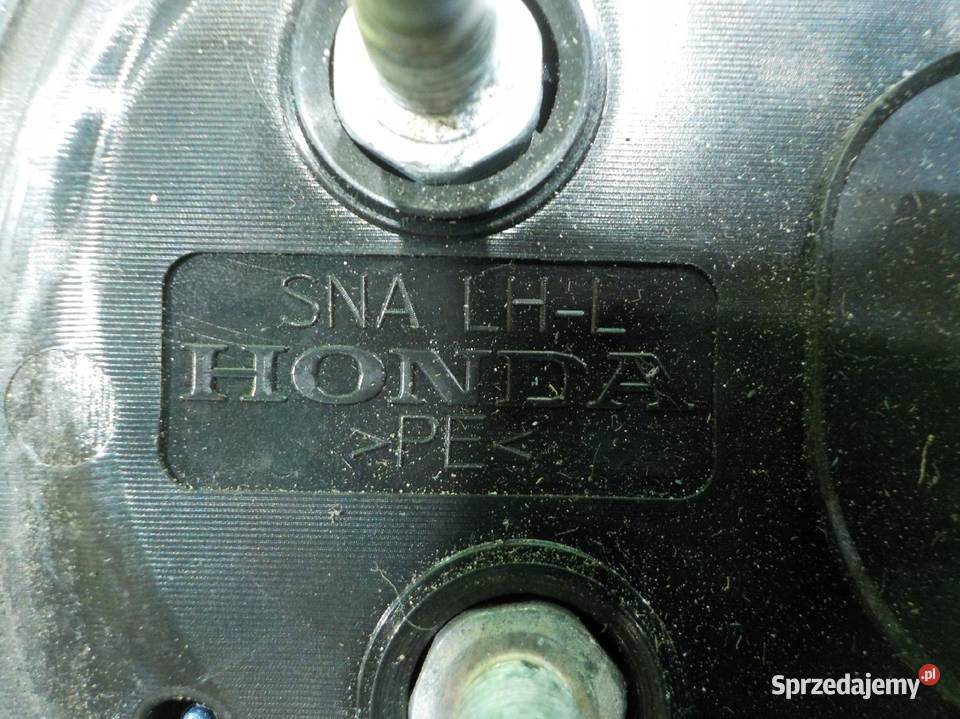 SNA LH-L
HONDA
>PE<
Sprzedajemy.pl